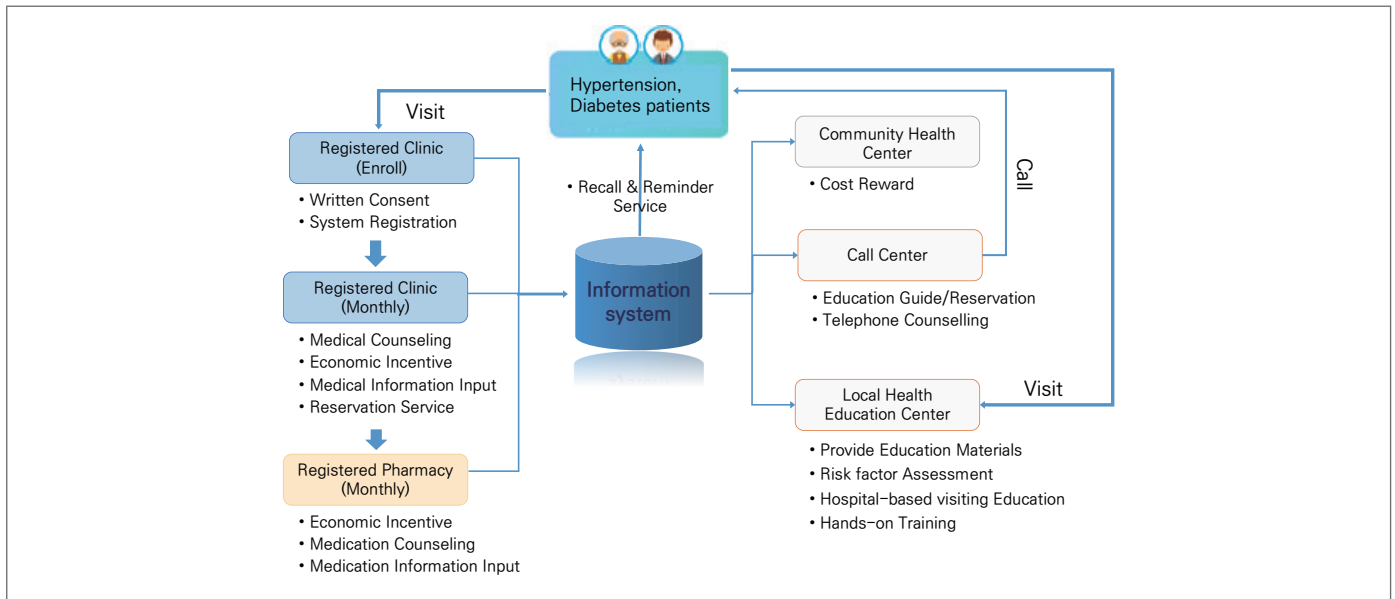 Hypertension,
Diabetes patients
Visit
Registered Clinic
(Enroll)
• Written Consent
• System Registration
Registered Clinic
(Monthly)
• Medical Counseling
• Economic Incentive
• Medical Information Input
• Reservation Service
Registered Pharmacy
(Monthly)
• Economic Incentive
• Medication Counseling
• Medication Information Input
• Recall & Reminder
Service
Information
system
Community Health
Center
• Cost Reward
Call
Call Center
• Education Guide/Reservation
• Telephone Counselling
Local Health
Education Center
Visit
• Provide Education Materials
• Risk factor Assessment
• Hospital-based visiting Education
• Hands-on Training